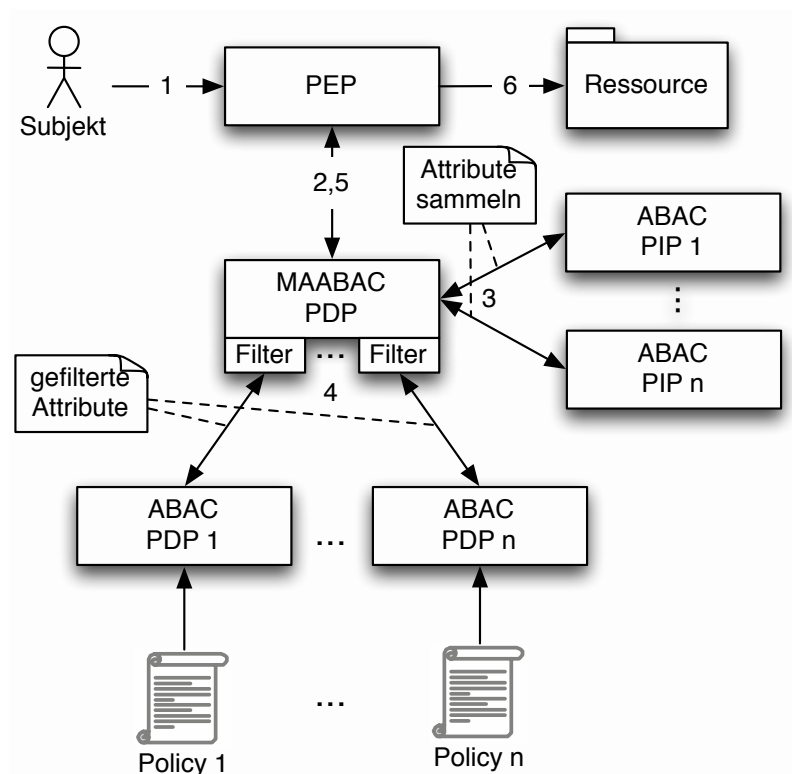 1
PEP
6
Ressource
Subjekt
2,5
Attribute
sammeln
ABAC
PIP 1
MAABAC
PDP
3
...
Filter
...
Filter
ABAC
PIP n
gefilterte
Attribute
4
ABAC
PDP 1
...
ABAC
PDP n
...
Policy 1
Policy n